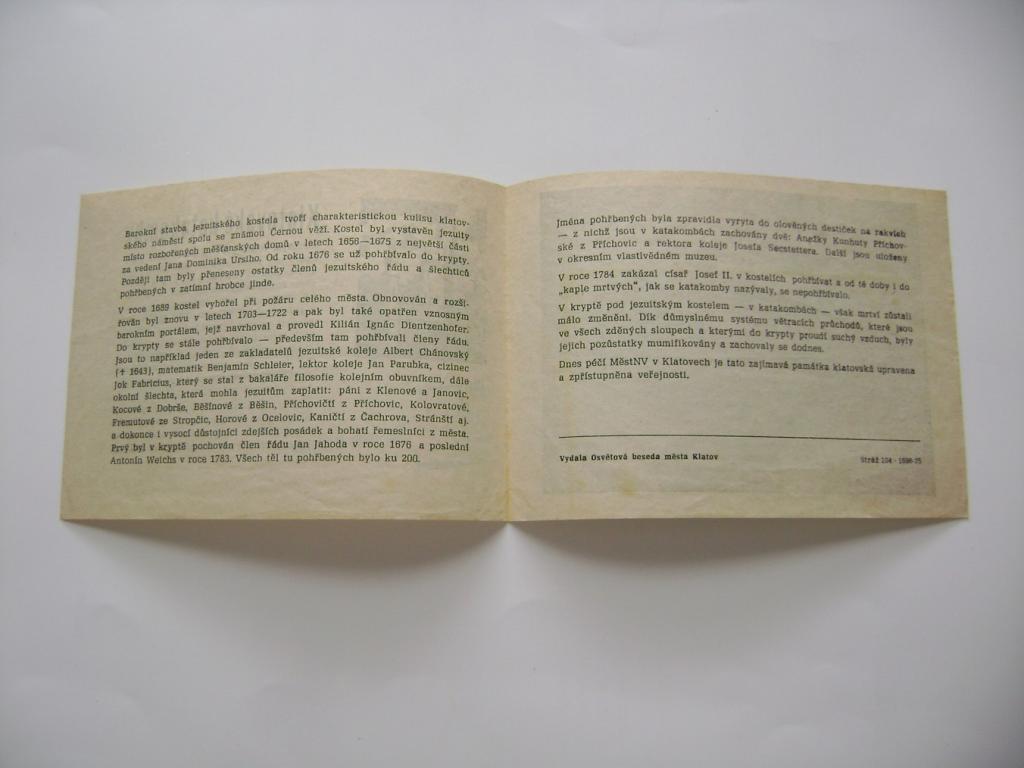 Barokní stavba jezuitského kostela tvoří charakteristickou kulisu klatov-
ského náměstí spolu se známou Černou věží. Kostel byl vystavěn jezuity
místo rozbořených měšťanských domů v letech 1656—1675 z největší části
za vedení Jana Dominika Ursiho. Od roku 1676 se už pohřbívalo do krypty.
Později tam byly přeneseny ostatky členů jezuitského řádu a šlechticů
pohřbených v zatímní hrobce jinde.
V roce 1689 kostel vyhořel při požáru celého města. Obnovován a rozši-
řován byl znovu v letech 1703—1722 a pak byl také opatřen vznosným
barokním portálem, jejž navrhoval a provedl Kilián Ignác Dientzenhofer.
Do krypty se stále pohřbívalo — především tam pohřbívali členy řádu.
Jsou to například jeden ze zakladatelů jezuitské koleje Albert Chánovský
(† 1643), matematik Benjamin Schleier, lektor koleje Jan Parubka, cizinec
Jok Fabricius, který se stal z bakaláře filosofie kolejním obuvníkem, dále
okolní šlechta, která mohla jezuitům zaplatit: páni z Klenové a Janovic,
Kocové z Dobrše, Běšinové z Běšin, Příchovičtí z Příchovic, Kolovratové,
Fremutové ze Stropčic, Horové z Ocelovic, Kaničtí z Čachrova, Stránští aj.
a dokonce i vysocí důstojníci zdejších posádek a bohatí řemeslníci z města.
Prvý byl v kryptě pochován člen řádu Jan Jahoda v roce 1676 a poslední
Antonín Weichs v roce 1783. Všech těl tu pohřbených bylo ku 200.
Jména pohřbených byla zpravidla vyryta do olověných destiček na rakvích
— z nichž jsou v katakombách zachovány dvě: Anežky Kunhuty Příchov-
ské z Příchovic a rektora koleje Josefa Secstettera. Další jsou uloženy
v okresním vlastivědném muzeu.
V roce 1784 zakázal císař Josef II. v kostelích pohřbívat a od té doby i do
„kaple mrtvých", jak se katakomby nazývaly, se nepohřbívalo.
V kryptě pod jezuitským kostelem — v katakombách — však mrtví zůstali
málo změnění. Dík důmyslnému systému větracích průchodů, které jsou
ve všech zděných sloupech a kterými do krypty proudí suchý vzduch, byly
jejich pozůstatky mumifikovány a zachovaly se dodnes.
Dnes péčí MěstNV v Klatovech je tato zajímavá památka klatovská upravena
a zpřístupněna veřejnosti.
Vydala Osvětová beseda města Klatov
Stráž 104 - 1698-75